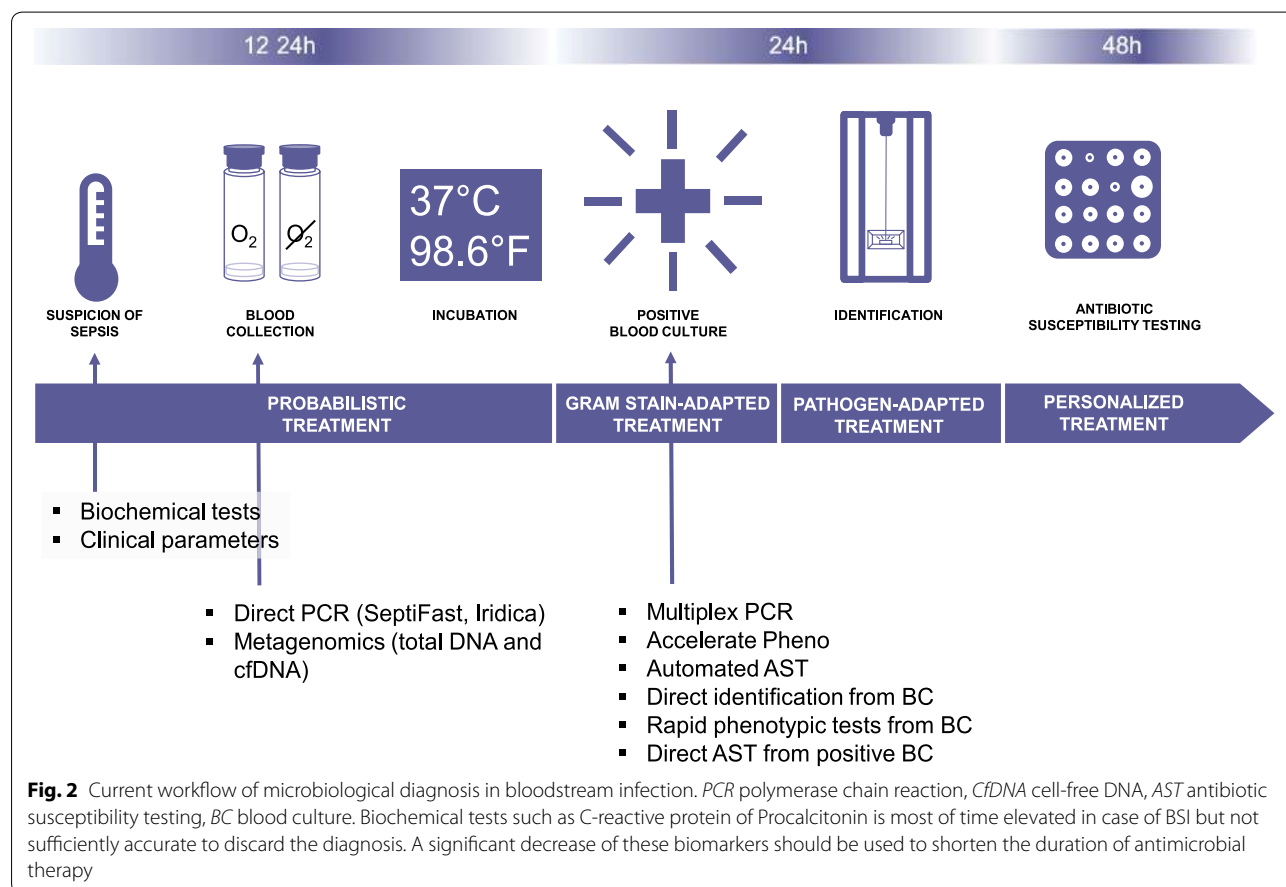 12 24h
24h
48h
O2
O2
37°C
98.6°F
SUSPICION OF
SEPSIS
BLOOD
COLLECTION
INCUBATION
POSITIVE
BLOOD CULTURE
IDENTIFICATION
ANTIBIOTIC
SUSCEPTIBILITY TESTING
PROBABILISTIC
TREATMENT
GRAM STAIN-ADAPTED
TREATMENT
PATHOGEN-ADAPTED
TREATMENT
PERSONALIZED
TREATMENT
▪ Biochemical tests
▪ Clinical parameters
▪ Direct PCR (SeptiFast, Iridica)
▪ Metagenomics (total DNA and
cfDNA)
▪ Multiplex PCR
▪ Accelerate Pheno
▪ Automated AST
▪ Direct identification from BC
▪ Rapid phenotypic tests from BC
▪ Direct AST from positive BC
Fig. 2 Current workflow of microbiological diagnosis in bloodstream infection. PCR polymerase chain reaction, CfDNA cell-free DNA, AST antibiotic
susceptibility testing, BC blood culture. Biochemical tests such as C-reactive protein of Procalcitonin is most of time elevated in case of BSI but not
sufficiently accurate to discard the diagnosis. A significant decrease of these biomarkers should be used to shorten the duration of antimicrobial
therapy